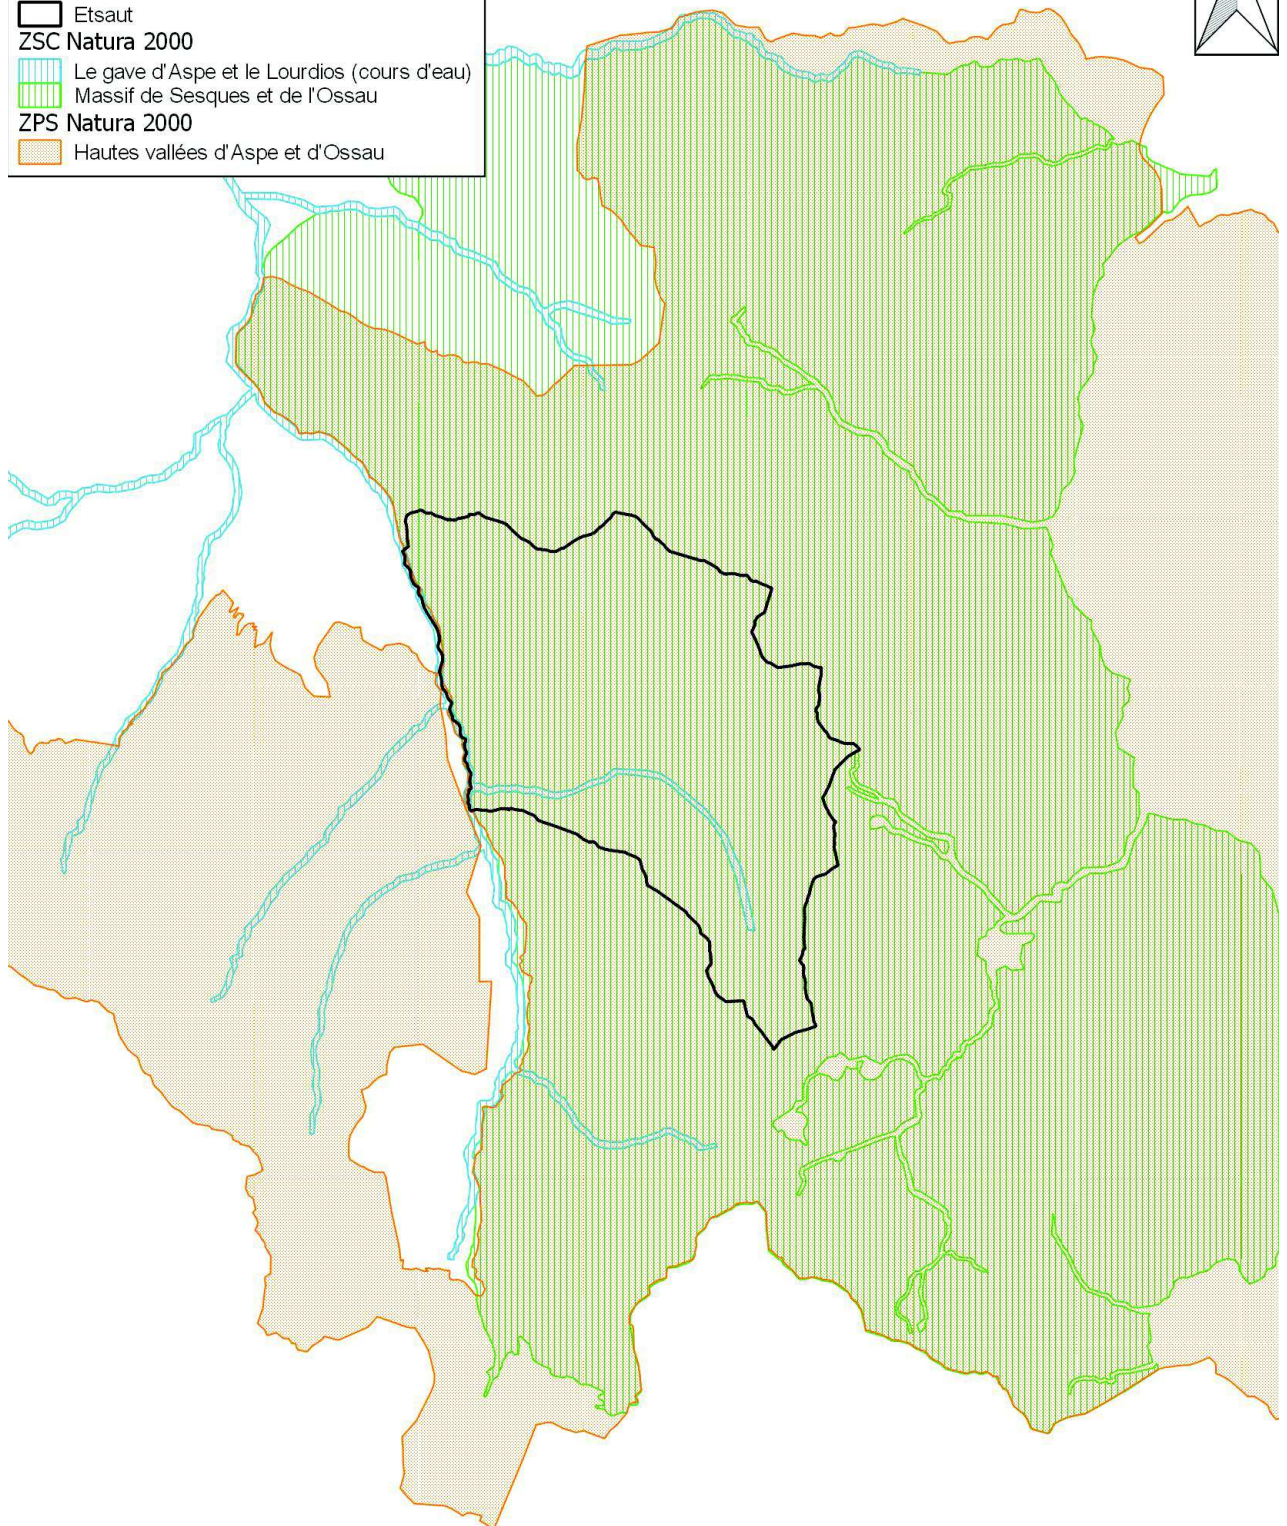 Etsaut
ZSC Natura 2000
Le gave d'Aspe et le Lourdios (cours d'eau)
Massif de Sesques et de l'Ossau
ZPS Natura 2000
Hautes vallées d'Aspe et d'Ossau